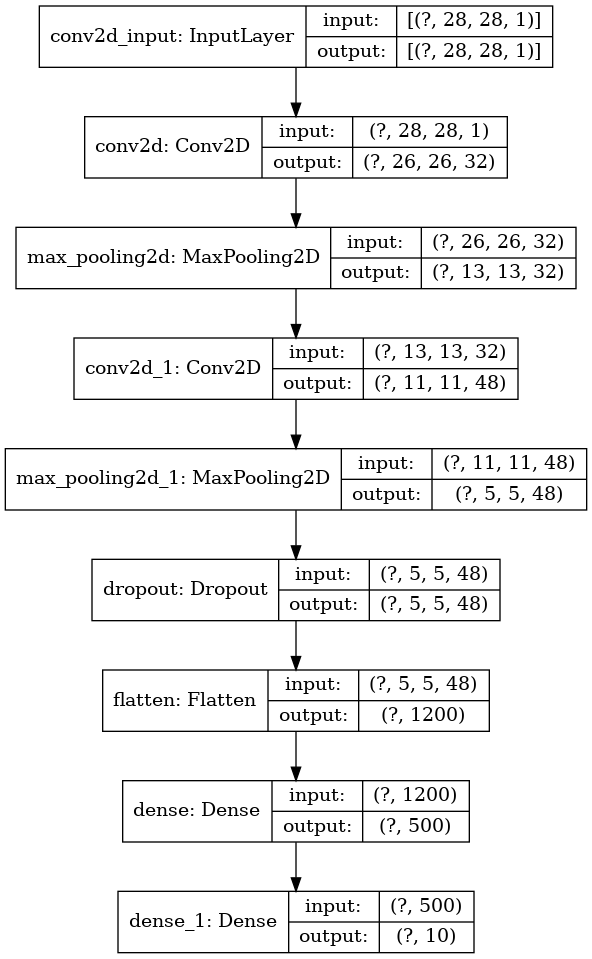 conv2d_input: InputLayer
input: [(?, 28, 28, 1)]
output: [(?, 28, 28, 1)]
conv2d: Conv2D
input: (?, 28, 28, 1)
output: (?, 26, 26, 32)
max_pooling2d: MaxPooling2D
input: (?, 26, 26, 32)
output: (?, 13, 13, 32)
conv2d_1: Conv2D
input: (?, 13, 13, 32)
output: (?, 11, 11, 48)
max_pooling2d_1: MaxPooling2D
input: (?, 11, 11, 48)
output: (?, 5, 5, 48)
dropout: Dropout
input: (?, 5, 5, 48)
output: (?, 5, 5, 48)
flatten: Flatten
input: (?, 5, 5, 48)
output: (?, 1200)
dense: Dense
input: (?, 1200)
output: (?, 500)
dense_1: Dense
input: (?, 500)
output: (?, 10)